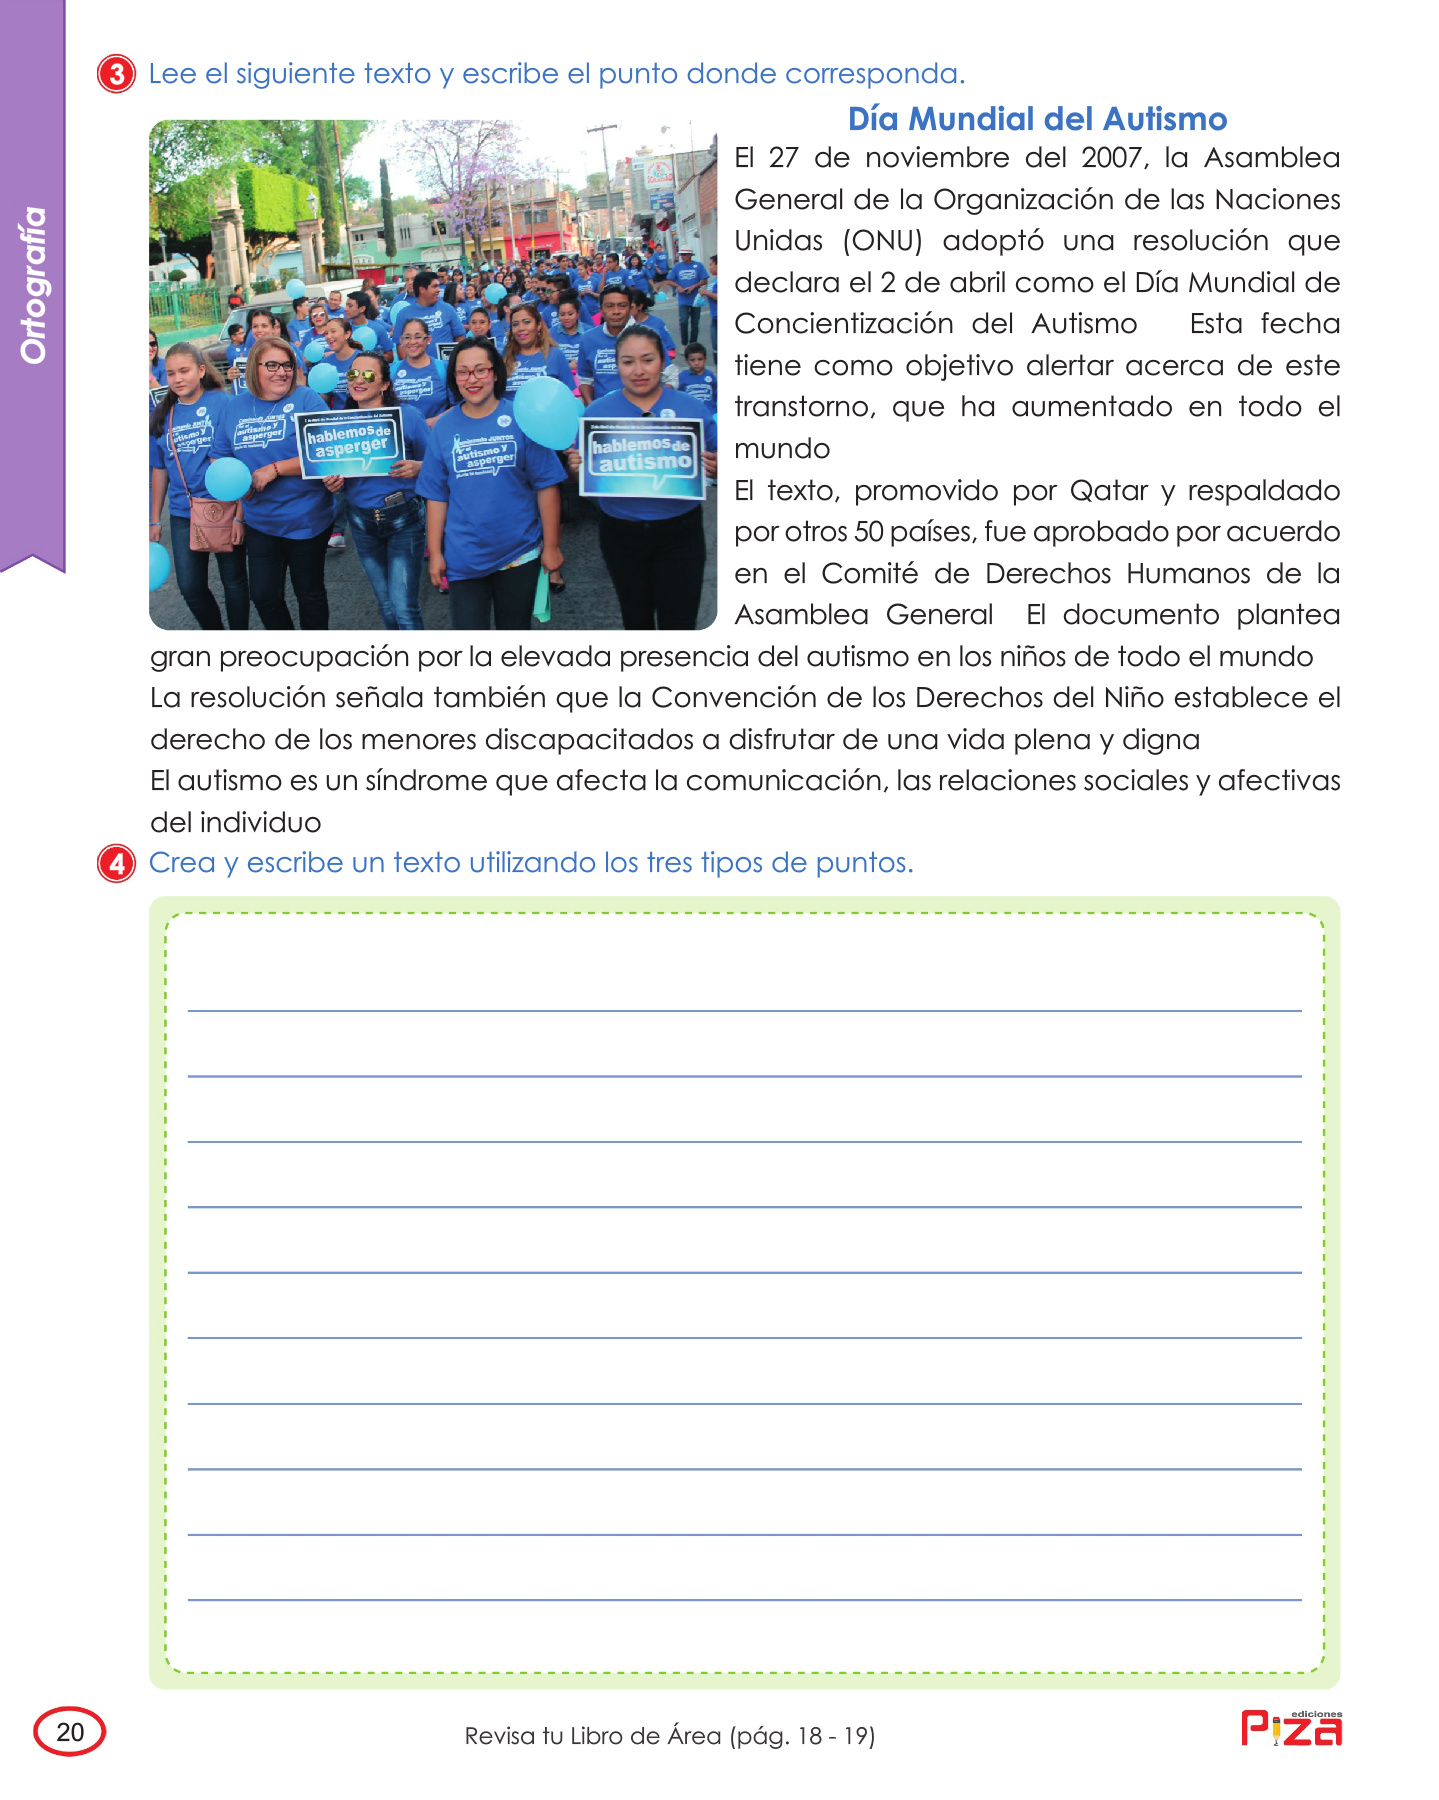 Ortografía
3 Lee el siguiente texto y escribe el punto donde corresponda.
Día Mundial del Autismo
El 27 de noviembre del 2007, la Asamblea
General de la Organización de las Naciones
Unidas (ONU) adoptó una resolución que
declara el 2 de abril como el Día Mundial de
Concientización del Autismo Esta fecha
tiene como objetivo alertar acerca de este
transtorno, que ha aumentado en todo el
mundo
El texto, promovido por Qatar y respaldado
por otros 50 países, fue aprobado por acuerdo
en el Comité de Derechos Humanos de la
Asamblea General El documento plantea
gran preocupación por la elevada presencia del autismo en los niños de todo el mundo
La resolución señala también que la Convención de los Derechos del Niño establece el
derecho de los menores discapacitados a disfrutar de una vida plena y digna
El autismo es un síndrome que afecta la comunicación, las relaciones sociales y afectivas
del individuo
hablemos de
asperger
hablemos de
autismo
autismo y
asperger
4 Crea y escribe un texto utilizando los tres tipos de puntos.
20
Revisa tu Libro de Área (pág. 18 - 19)
ediciones
Piza